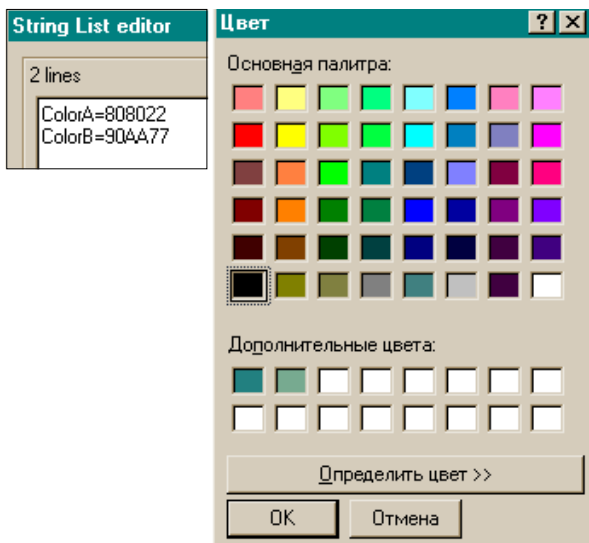 String List editor
2 lines
ColorA=808022
ColorB=90AA77
Цвет
Основная палитра:
Дополнительные цвета:
Определить цвет >>
OK
Отмена